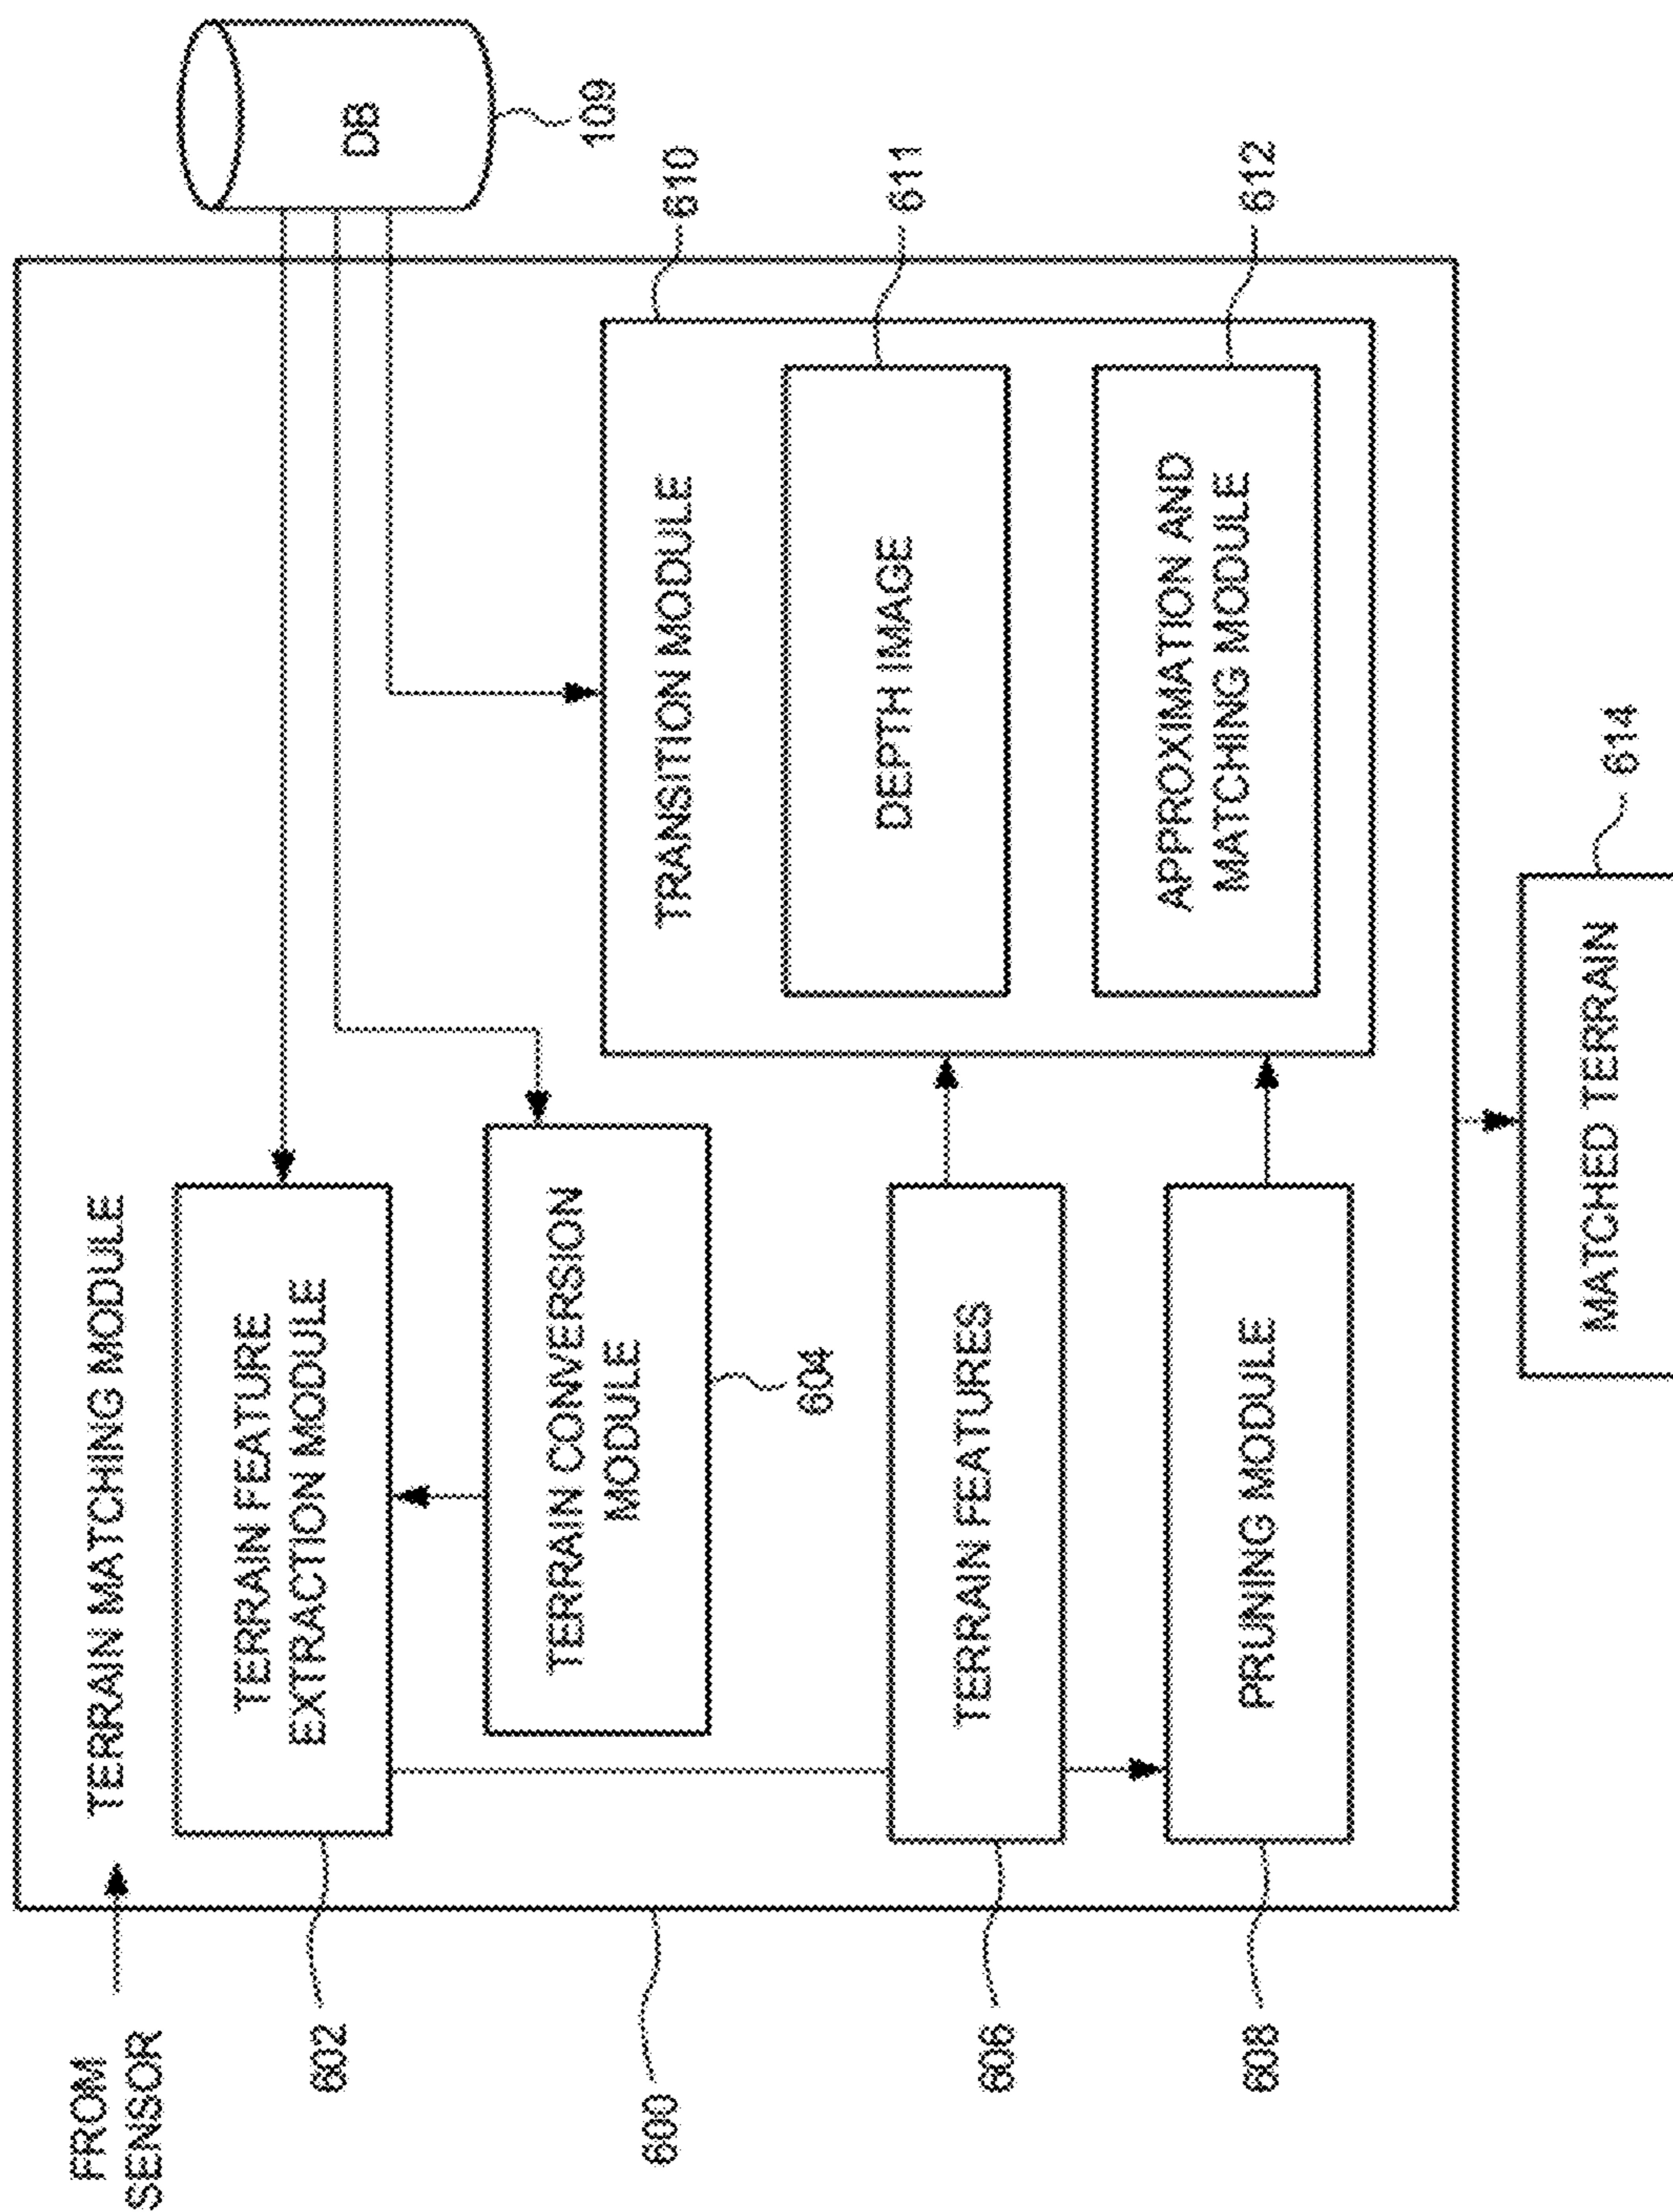 FROM
SENSOR
TERRAIN MATCHING MODULE
DB
109
TERRAIN FEATURE
EXTRACTION MODULE
602
TERRAIN CONVERSION
MODULE
604
600
TRANSITION MODULE
610
DEPTH IMAGE
611
APPROXIMATION AND
MATCHING MODULE
612
TERRAIN FEATURES
606
PRUNING MODULE
608
MATCHED TERRAIN
614